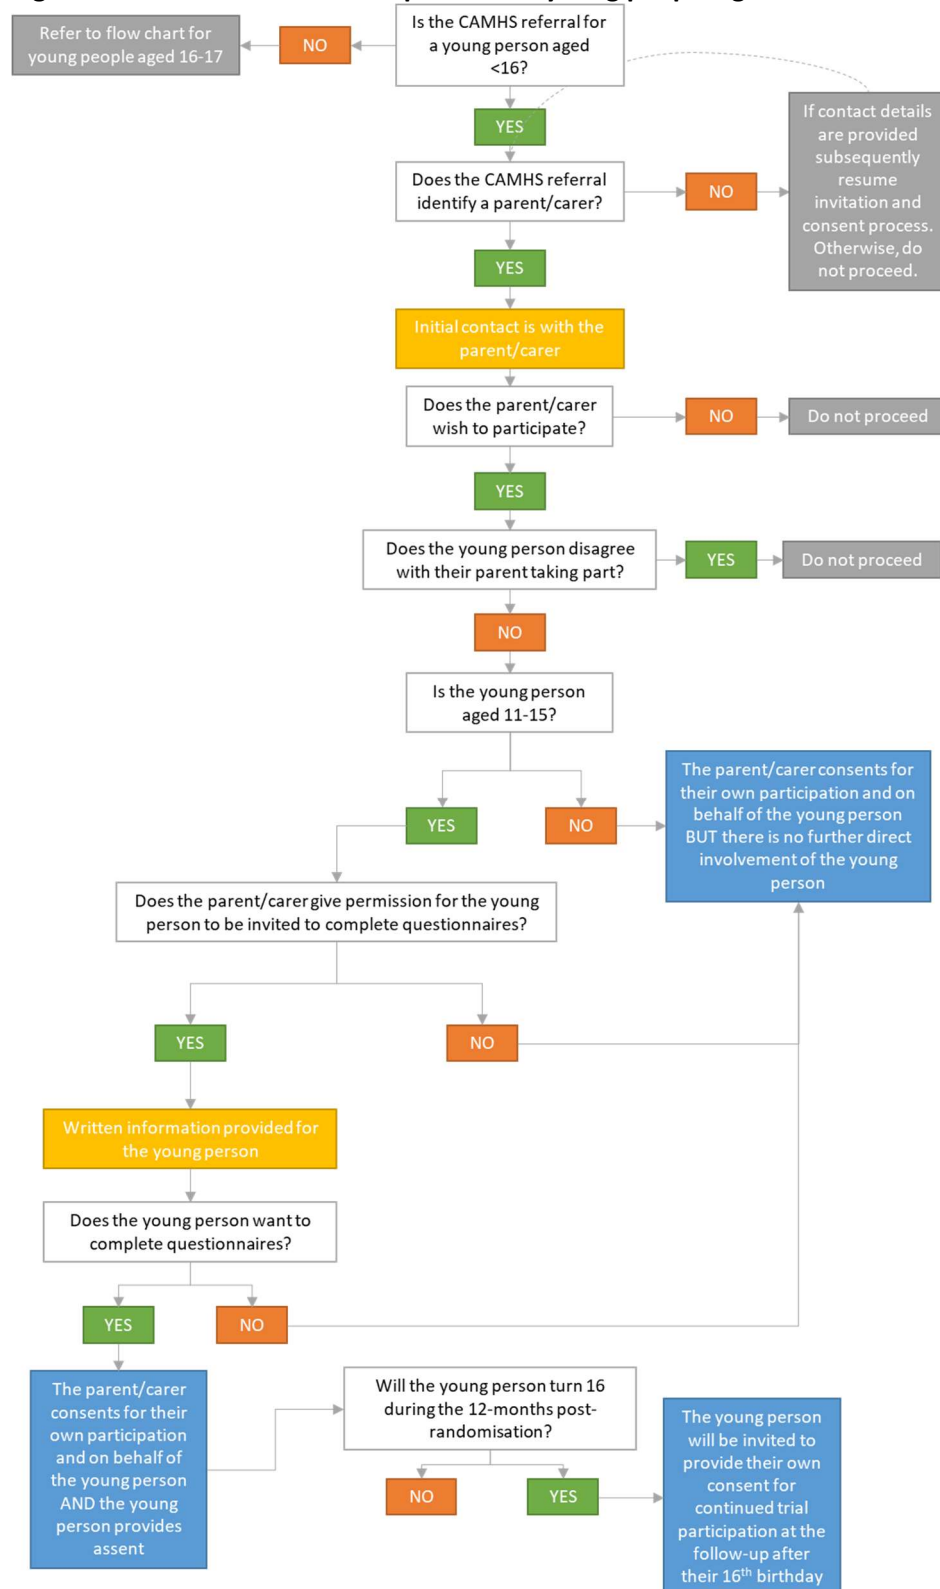 Is the CAMHS referral for
a young person aged
<16?
NO
Refer to flow chart for
young people aged 16-17
YES
Does the CAMHS referral
identify a parent/carer?
NO
If contact details
are provided
subsequently
resume
invitation and
consent process.
Otherwise, do
not proceed.
YES
Initial contact is with the
parent/carer
Does the parent/carer
wish to participate?
NO
Do not proceed
YES
Does the young person disagree
with their parent taking part?
YES
Do not proceed
NO
Is the young person
aged 11-15?
YES
NO
The parent/carer consents for
their own participation and on
behalf of the young person
BUT there is no further direct
involvement of the young
person
Does the parent/carer give permission for the young
person to be invited to complete questionnaires?
YES
NO
Written information provided for
the young person
Does the young person want to
complete questionnaires?
YES
NO
The parent/carer
consents for their
own participation
and on behalf of
the young person
AND the young
person provides
assent
Will the young person turn 16
during the 12-months post-
randomisation?
NO
YES
The young person
will be invited to
provide their own
consent for
continued trial
participation at the
follow-up after
their 16th birthday